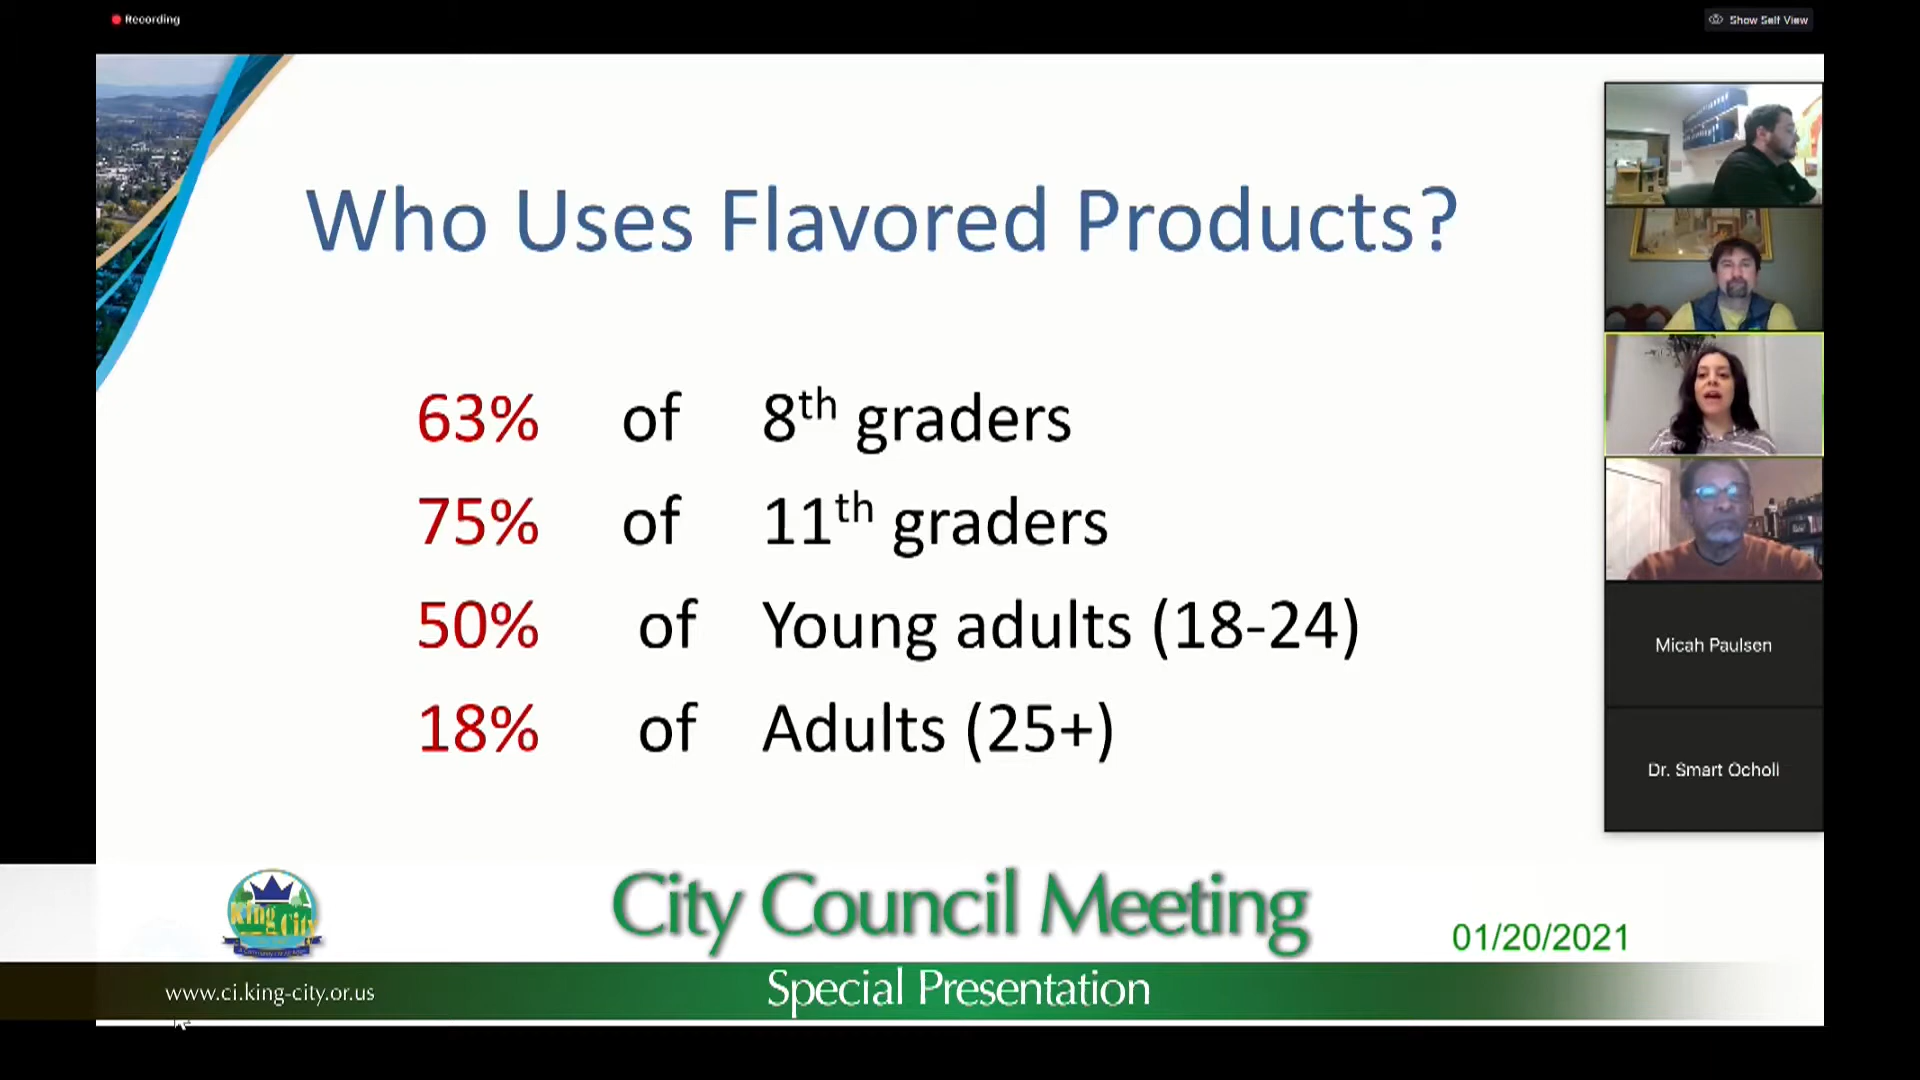 Recording
Show Self View
Who Uses Flavored Products?
63% of 8th graders
75% of 11th graders
50% of Young adults (18-24)
18% of Adults (25+)
Micah Paulsen
Dr. Smart Ocholi
King City
City Council Meeting
01/20/2021
Special Presentation
www.ci.king-city.or.us